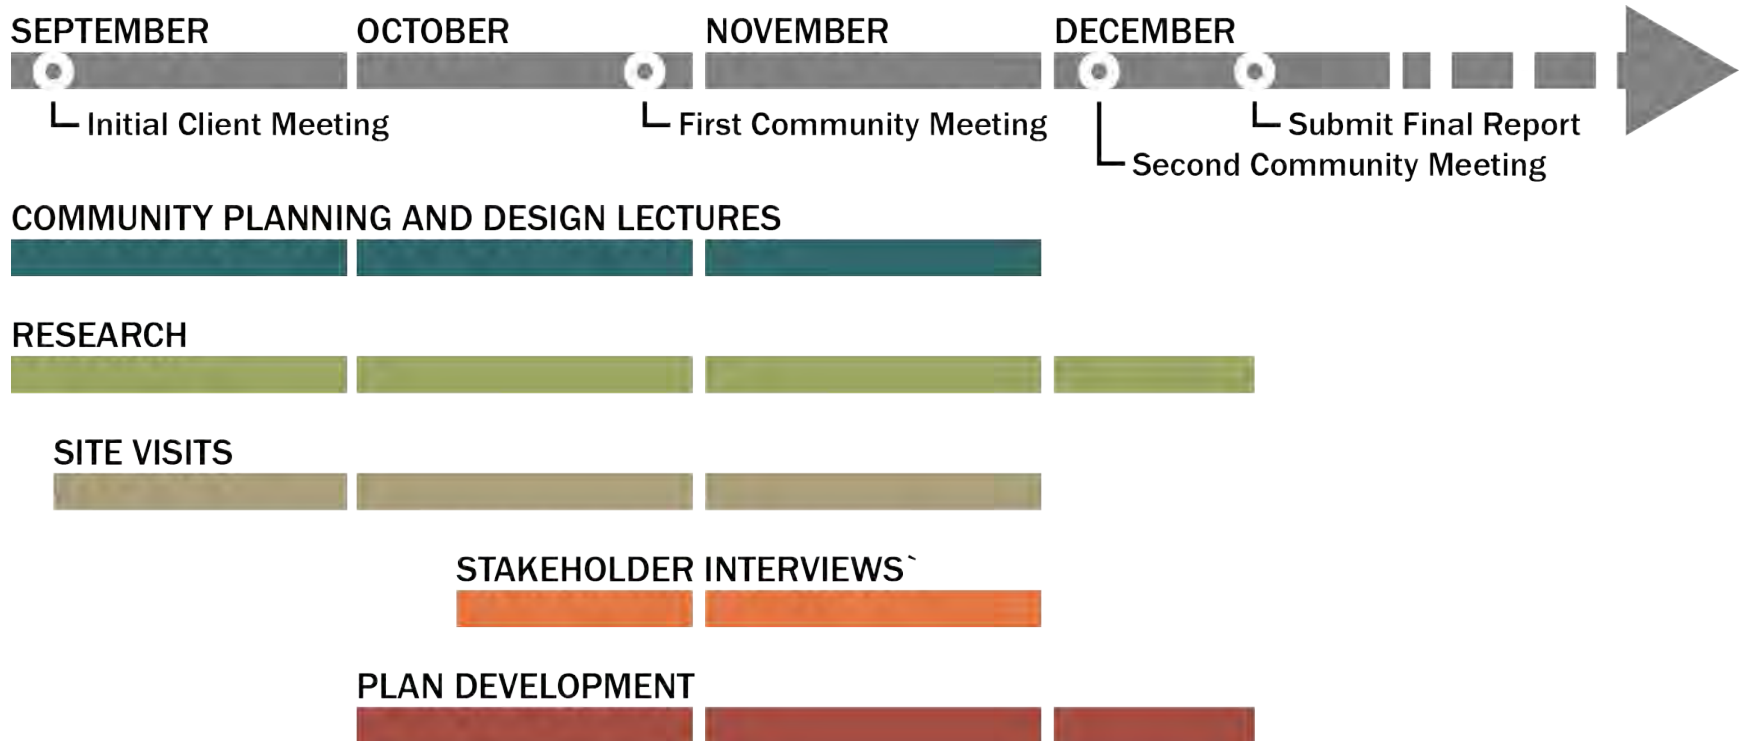 SEPTEMBER OCTOBER NOVEMBER DECEMBER
Initial Client Meeting First Community Meeting Submit Final Report
Second Community Meeting
COMMUNITY PLANNING AND DESIGN LECTURES
RESEARCH
SITE VISITS
STAKEHOLDER INTERVIEWS`
PLAN DEVELOPMENT